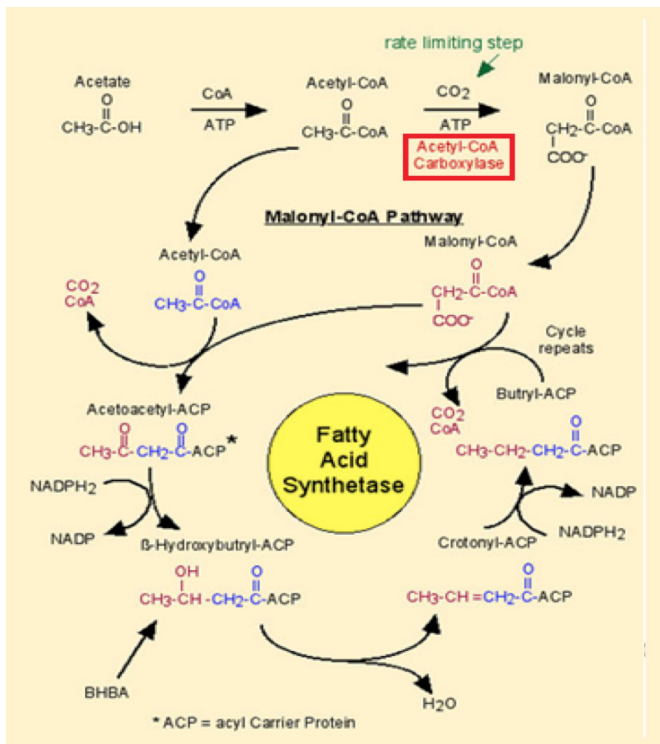 rate limiting step
Acetate
O
CH3-C-OH
CoA
ATP
Acetyl-CoA
O
CH3-C-CoA
CO2
ATP
Acetyl-CoA
Carboxylase
Malonyl-CoA
O
CH2-C-CoA
COO-
Malonyl-CoA Pathway
Acetyl-CoA
O
CH3-C-CoA
Malonyl-CoA
O
CH2-C-CoA
COO-
CO2
CoA
Cycle
repeats
Acetoacetyl-ACP
O O
CH3-C-CH2-C-ACP*
Fatty
Acid
Synthetase
CO2
CoA
Butryl-ACP
O
CH3-CH2-CH2-C-ACP
NADPH2
NADP
NADP
NADPH2
ß-Hydroxybutryl-ACP
OH O
CH3-CH-CH2-C-ACP
Crotonyl-ACP
O
CH3-CH=CH2-C-ACP
BHBA
H2O
* ACP = acyl Carrier Protein